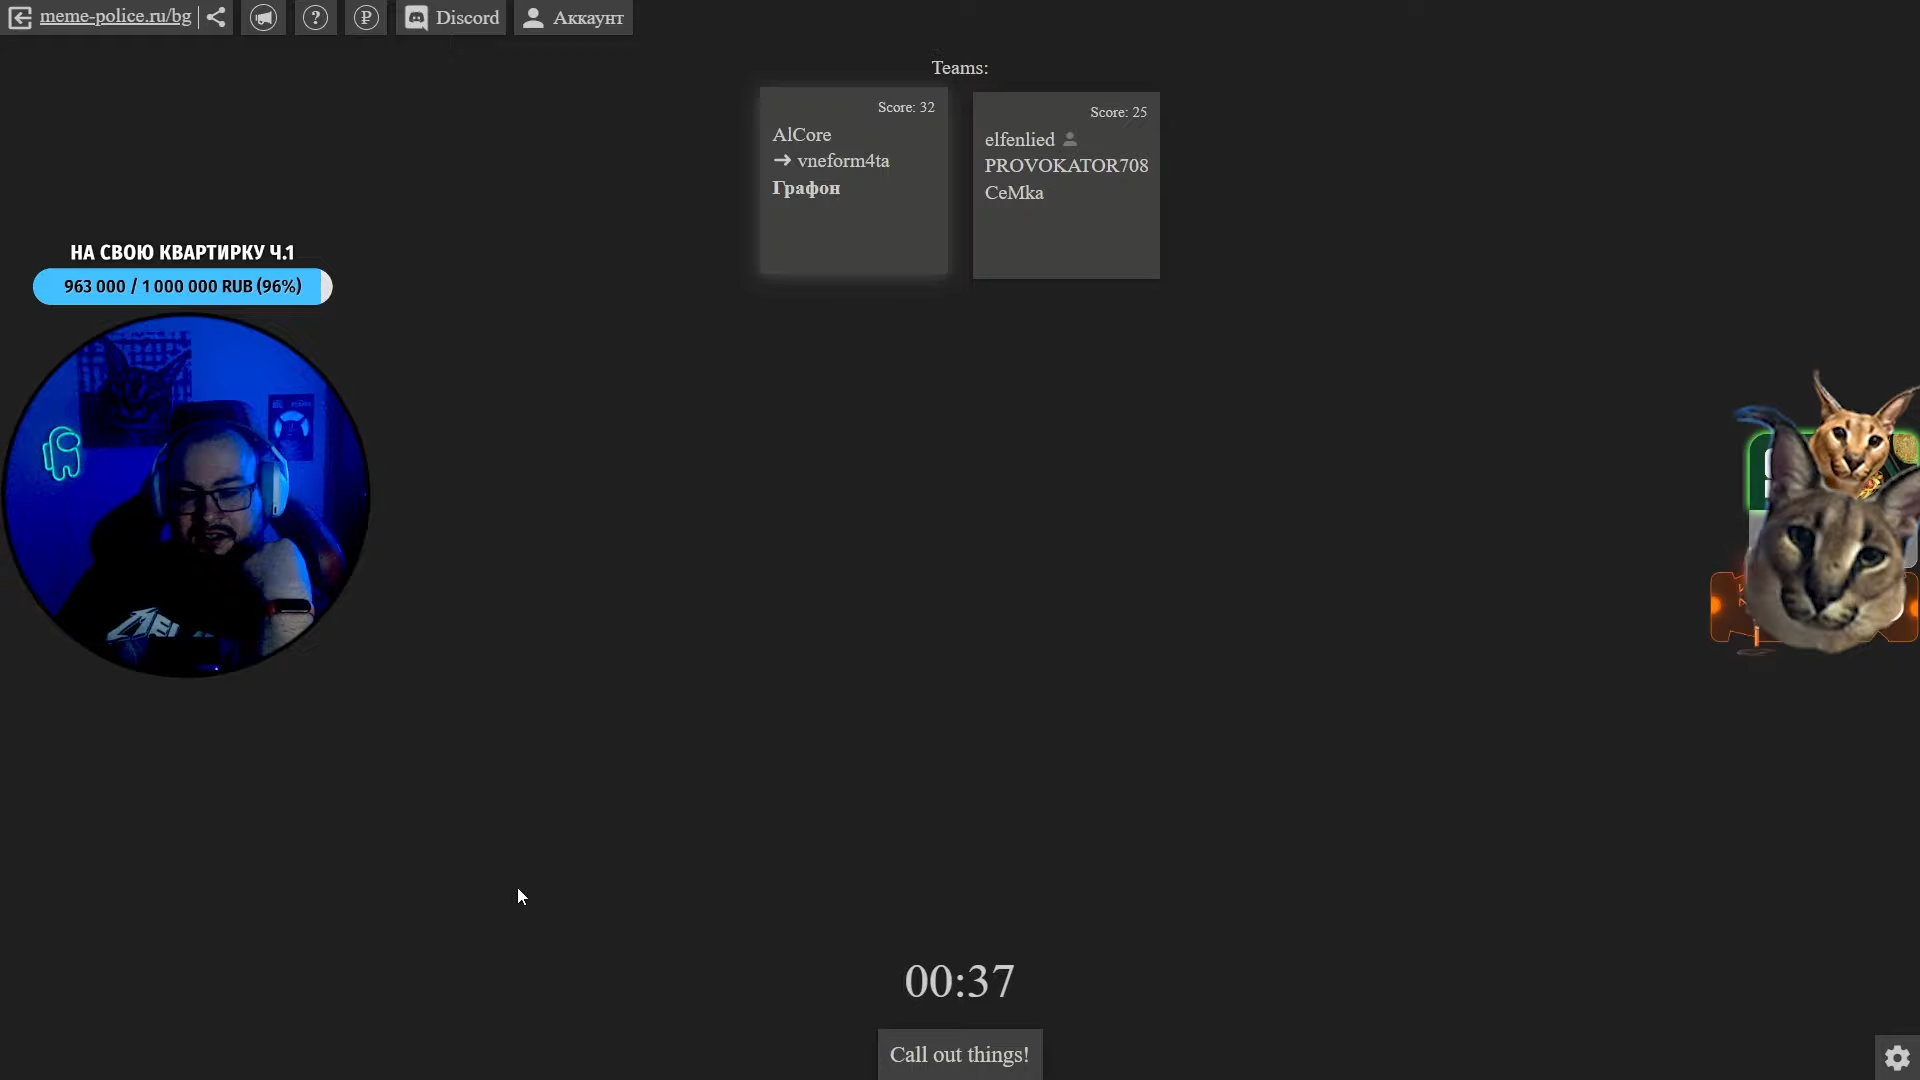 meme-police.ru/bg
Discord
Аккаунт
Teams:
Score: 32
AlCore
→ vneform4ta
Графон
Score: 25
elfenlied
PROVOKATOR708
CeMka
НА СВОЮ КВАРТИРКУ Ч.1
963 000 / 1 000 000 RUB (96%)
00:37
Call out things!